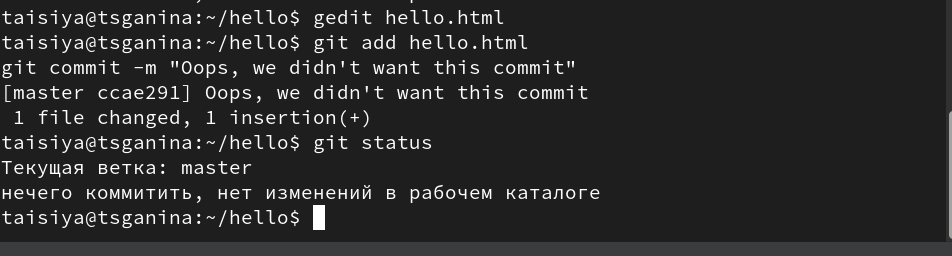 taisiya@tsganina:~/hello$ gedit hello.html
taisiya@tsganina:~/hello$ git add hello.html
git commit -m "Oops, we didn't want this commit"
[master ccae291] Oops, we didn't want this commit
 1 file changed, 1 insertion(+)
taisiya@tsganina:~/hello$ git status
Текущая ветка: master
нечего коммитить, нет изменений в рабочем каталоге
taisiya@tsganina:~/hello$